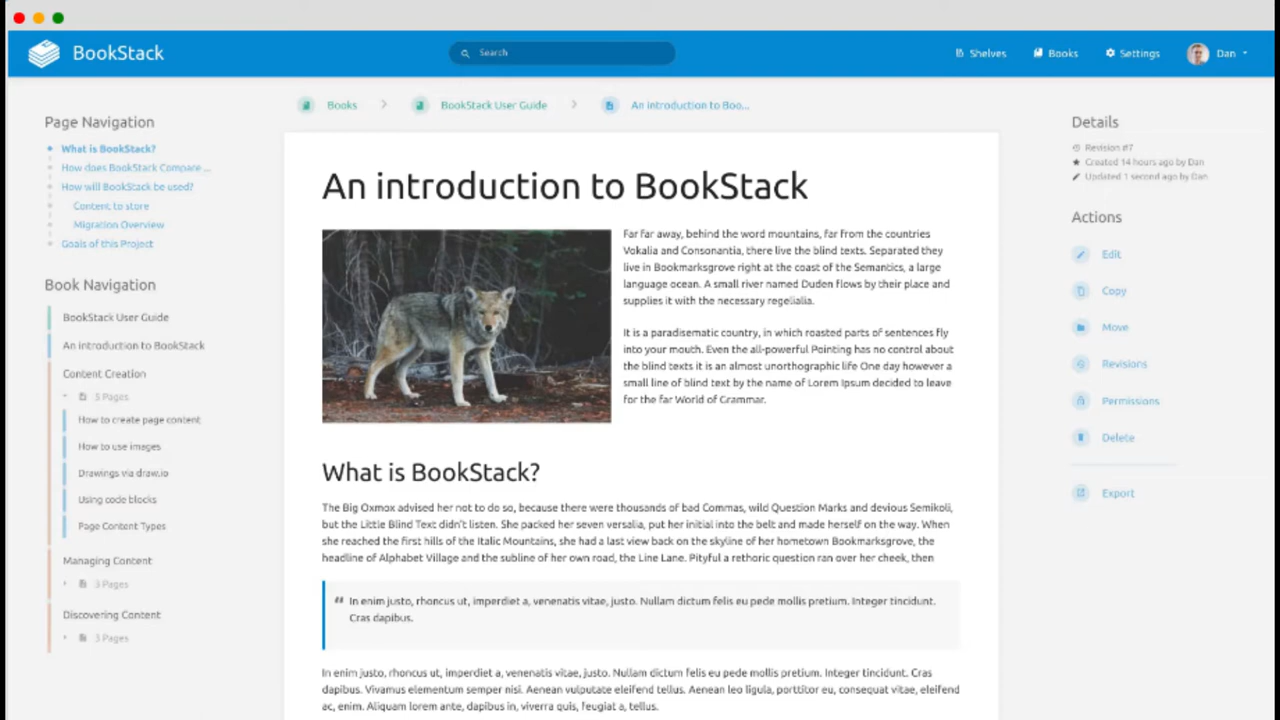 BookStack
Search
Shelves
Books
Settings
Dan
Books
BookStack User Guide
An introduction to Boo...
Page Navigation
What is BookStack?
How does BookStack Compare ...
How will BookStack be used?
Content to store
Migration Overview
Goals of this Project
Book Navigation
BookStack User Guide
An introduction to BookStack
Content Creation
5 Pages
How to create page content
How to use images
Drawings via draw.io
Using code blocks
Page Content Types
Managing Content
3 Pages
Discovering Content
3 Pages
An introduction to BookStack
Far far away, behind the word mountains, far from the countries
Vokalia and Consonantia, there live the blind texts. Separated they
live in Bookmarksgrove right at the coast of the Semantics, a large
language ocean. A small river named Duden flows by their place and
supplies it with the necessary regelialia.
It is a paradisematic country, in which roasted parts of sentences fly
into your mouth. Even the all-powerful Pointing has no control about
the blind texts it is an almost unorthographic life One day however a
small line of blind text by the name of Lorem Ipsum decided to leave
for the far World of Grammar.
What is BookStack?
The Big Oxmox advised her not to do so, because there were thousands of bad Commas, wild Question Marks and devious Semikoli,
but the Little Blind Text didn't listen. She packed her seven versalia, put her initial into the belt and made herself on the way. When
she reached the first hills of the Italic Mountains, she had a last view back on the skyline of her hometown Bookmarksgrove, the
headline of Alphabet Village and the subline of her own road, the Line Lane. Pityful a rethoric question ran over her cheek, then
In enim justo, rhoncus ut, imperdiet a, venenatis vitae, justo. Nullam dictum felis eu pede mollis pretium. Integer tincidunt.
Cras dapibus.
In enim justo, rhoncus ut, imperdiet a, venenatis vitae, justo. Nullam dictum felis eu pede mollis pretium. Integer tincidunt. Cras
dapibus. Vivamus elementum semper nisi. Aenean vulputate eleifend tellus. Aenean leo ligula, porttitor eu, consequat vitae, eleifend
ac, enim. Aliquam lorem ante, dapibus in, viverra quis, feugiat a, tellus.
Details
Revision #7
Created 14 hours ago by Dan
Updated 1 second ago by Dan
Actions
Edit
Copy
Move
Revisions
Permissions
Delete
Export